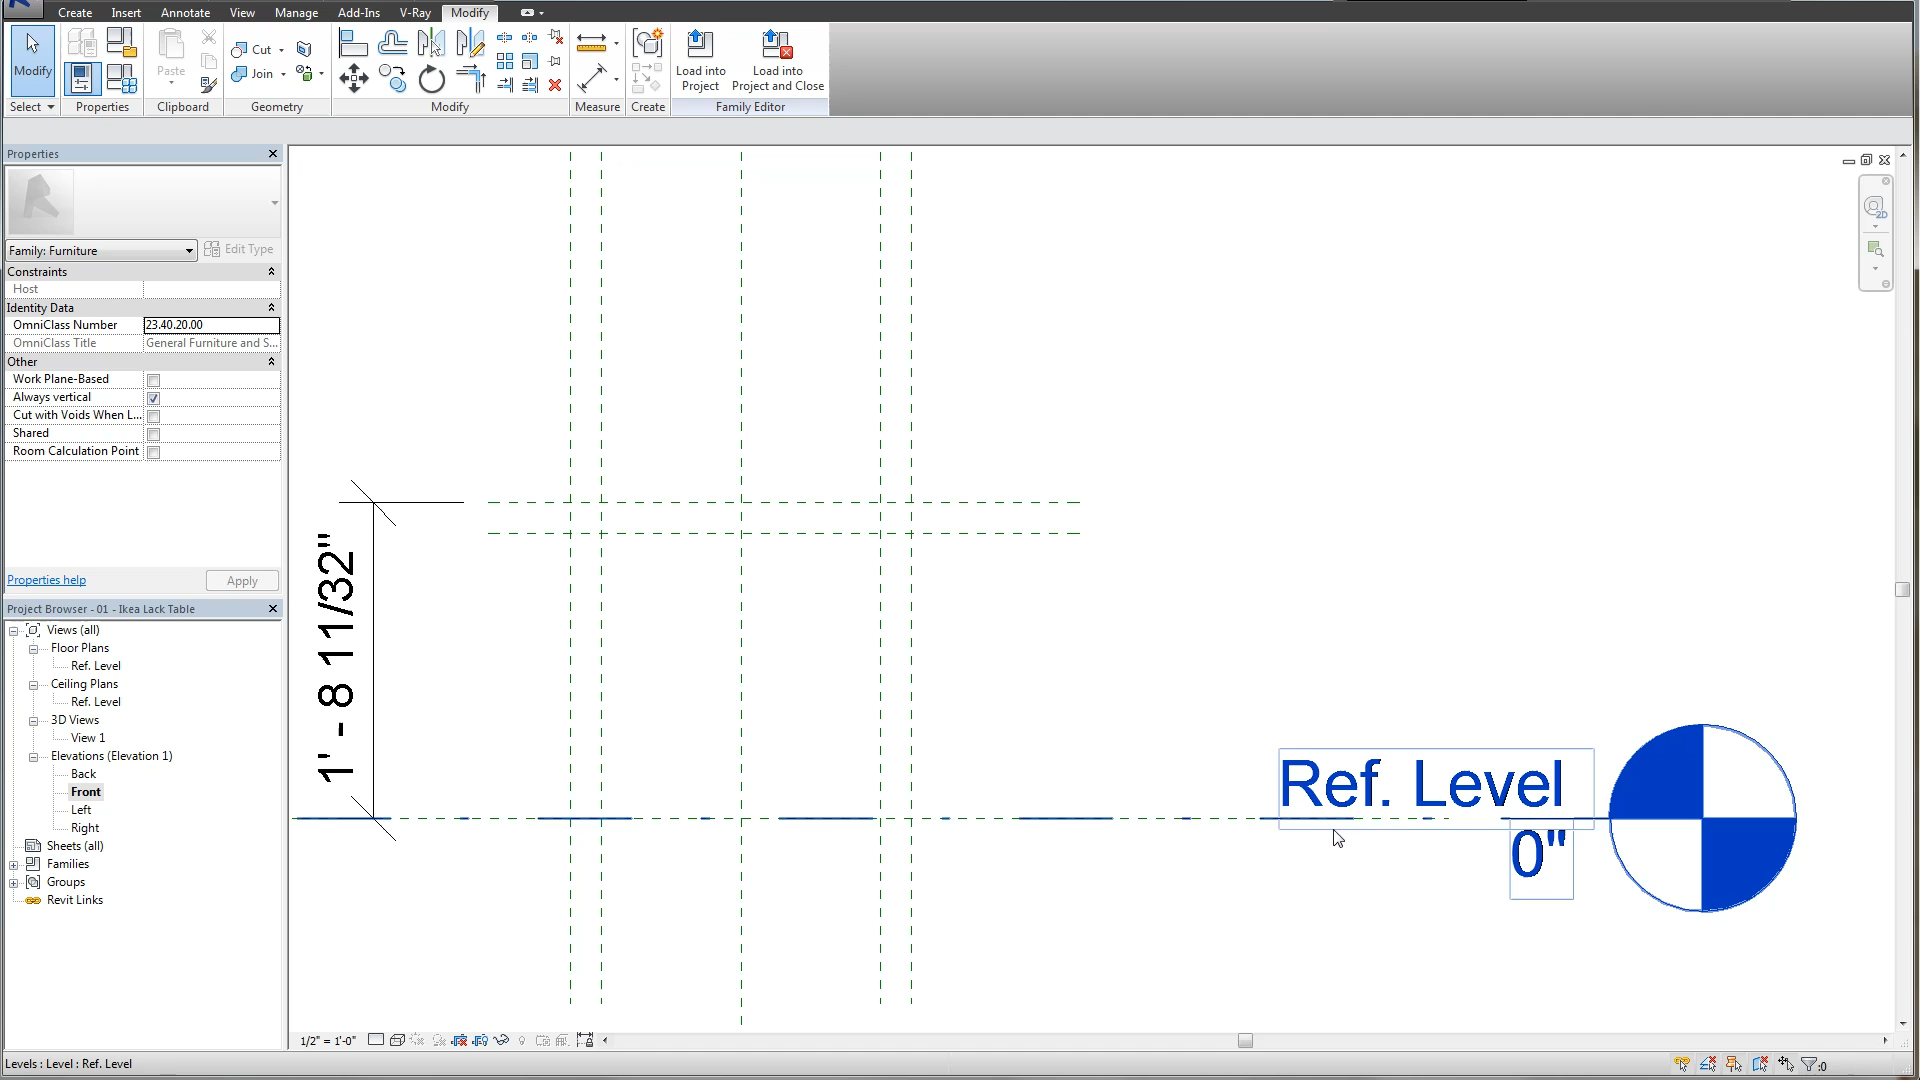 Create Insert Annotate View Manage Add-Ins V-Ray Modify
Modify
Paste
Cut
Join
Load into
Project
Load into
Project and Close
Select Properties Clipboard Geometry Modify Measure Create Family Editor
Properties
Family: Furniture
Edit Type
Constraints
Host
Identity Data
OmniClass Number 23.40.20.00
OmniClass Title General Furniture and S...
Other
Work Plane-Based
Always vertical
Cut with Voids When L...
Shared
Room Calculation Point
Properties help
Apply
Project Browser - 01 - Ikea Lack Table
Views (all)
Floor Plans
Ref. Level
Ceiling Plans
Ref. Level
3D Views
View 1
Elevations (Elevation 1)
Back
Front
Left
Right
Sheets (all)
Families
Groups
Revit Links
2D
1' - 8 11/32"
Ref. Level
0"
1/2" = 1'-0"
Levels : Level : Ref. Level
:0